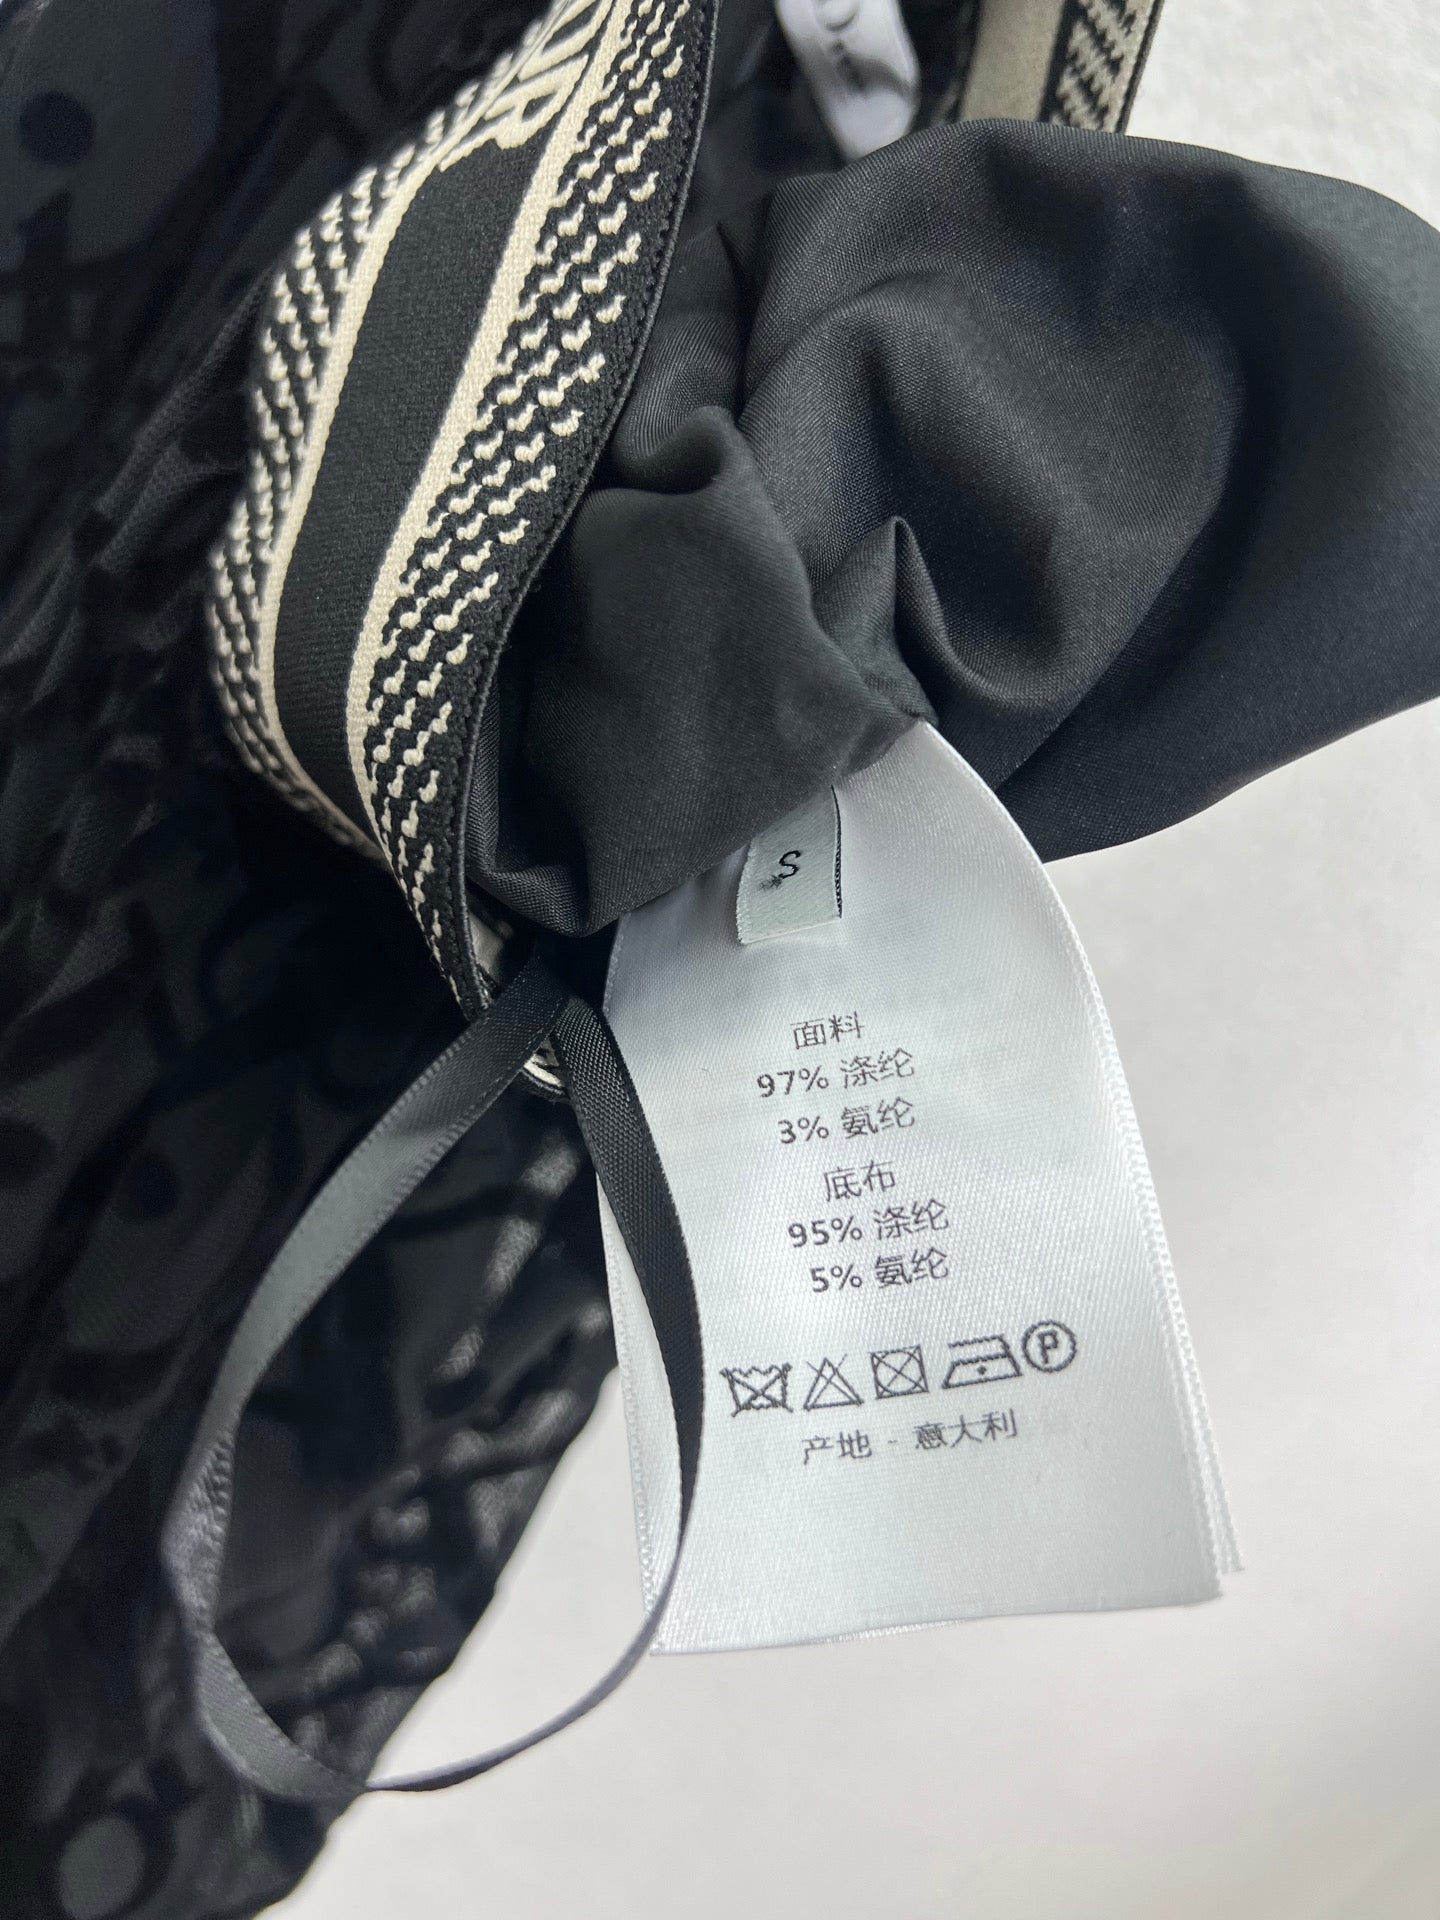 S
面料
97% 涤纶
3% 氨纶
底布
95% 涤纶
5% 氨纶
P
产地 - 意大利